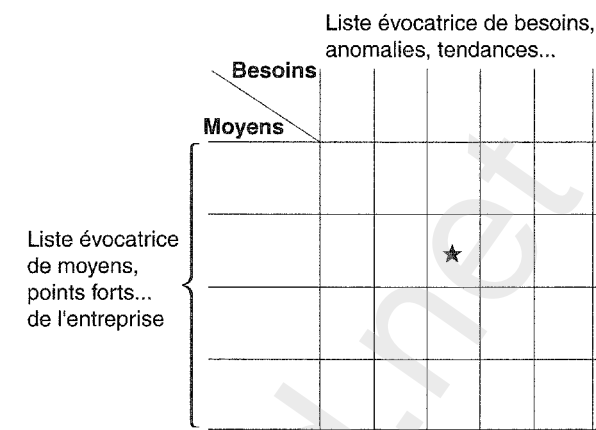 Liste évocatrice de besoins,
anomalies, tendances...
Besoins
Moyens
Liste évocatrice
de moyens,
points forts...
de l'entreprise